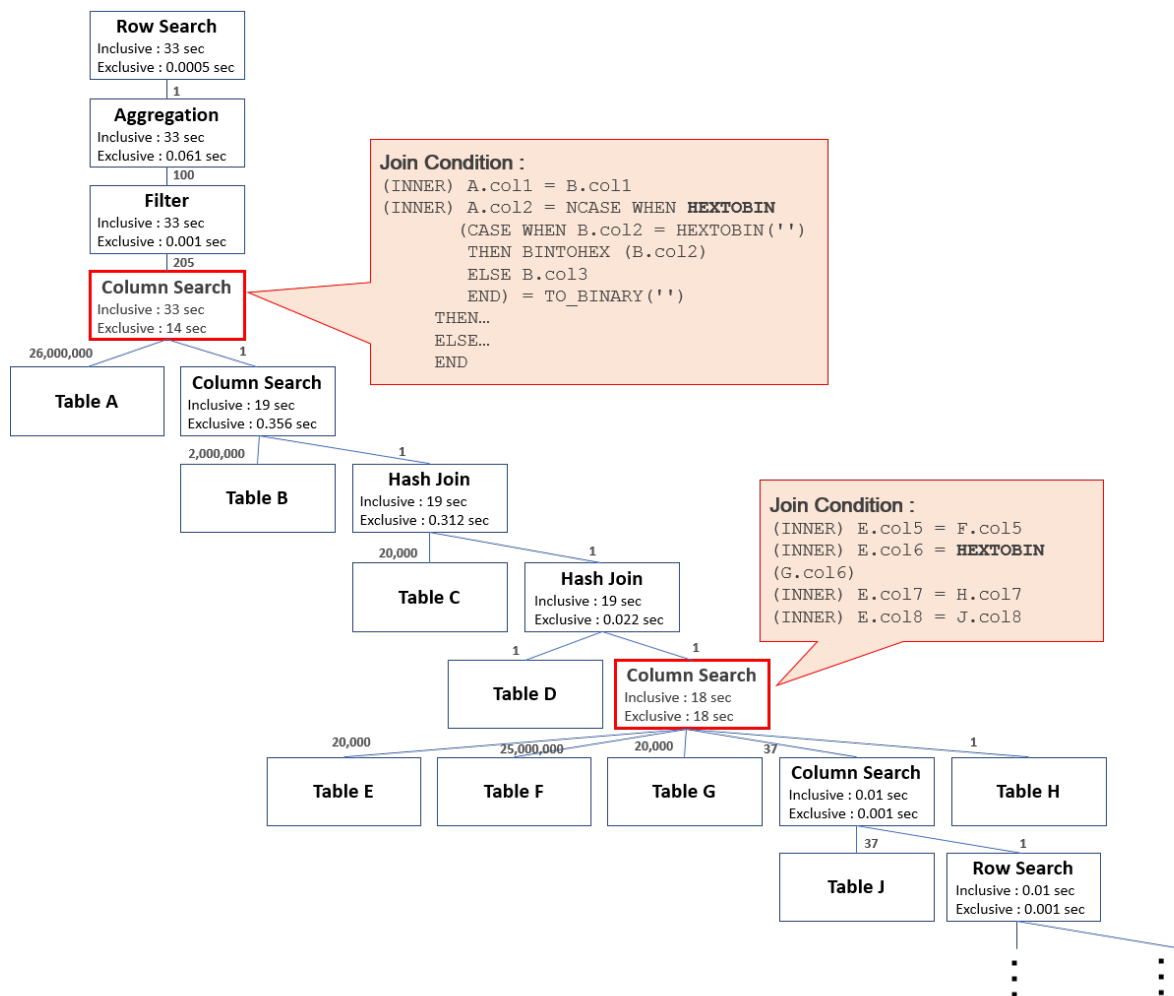 Row Search
Inclusive : 33 sec
Exclusive : 0.0005 sec
1
Aggregation
Inclusive : 33 sec
Exclusive : 0.061 sec
100
Filter
Inclusive : 33 sec
Exclusive : 0.001 sec
205
Column Search
Inclusive : 33 sec
Exclusive : 14 sec
Join Condition :
(INNER) A.col1 = B.col1
(INNER) A.col2 = NCASE WHEN HEXTOBIN
(CASE WHEN B.col2 = HEXTOBIN('')
THEN BINTOHEX (B.col2)
ELSE B.col3
END) = TO_BINARY('')
THEN…
ELSE…
END
26,000,000
1
Table A
Column Search
Inclusive : 19 sec
Exclusive : 0.356 sec
2,000,000
1
Table B
Hash Join
Inclusive : 19 sec
Exclusive : 0.312 sec
20,000
1
Table C
Hash Join
Inclusive : 19 sec
Exclusive : 0.022 sec
Join Condition :
(INNER) E.col5 = F.col5
(INNER) E.col6 = HEXTOBIN
(G.col6)
(INNER) E.col7 = H.col7
(INNER) E.col8 = J.col8
1
1
Table D
Column Search
Inclusive : 18 sec
Exclusive : 18 sec
20,000
25,000,000
20,000
37
1
Table E
Table F
Table G
Column Search
Inclusive : 0.01 sec
Exclusive : 0.001 sec
Table H
37
1
Table J
Row Search
Inclusive : 0.01 sec
Exclusive : 0.001 sec